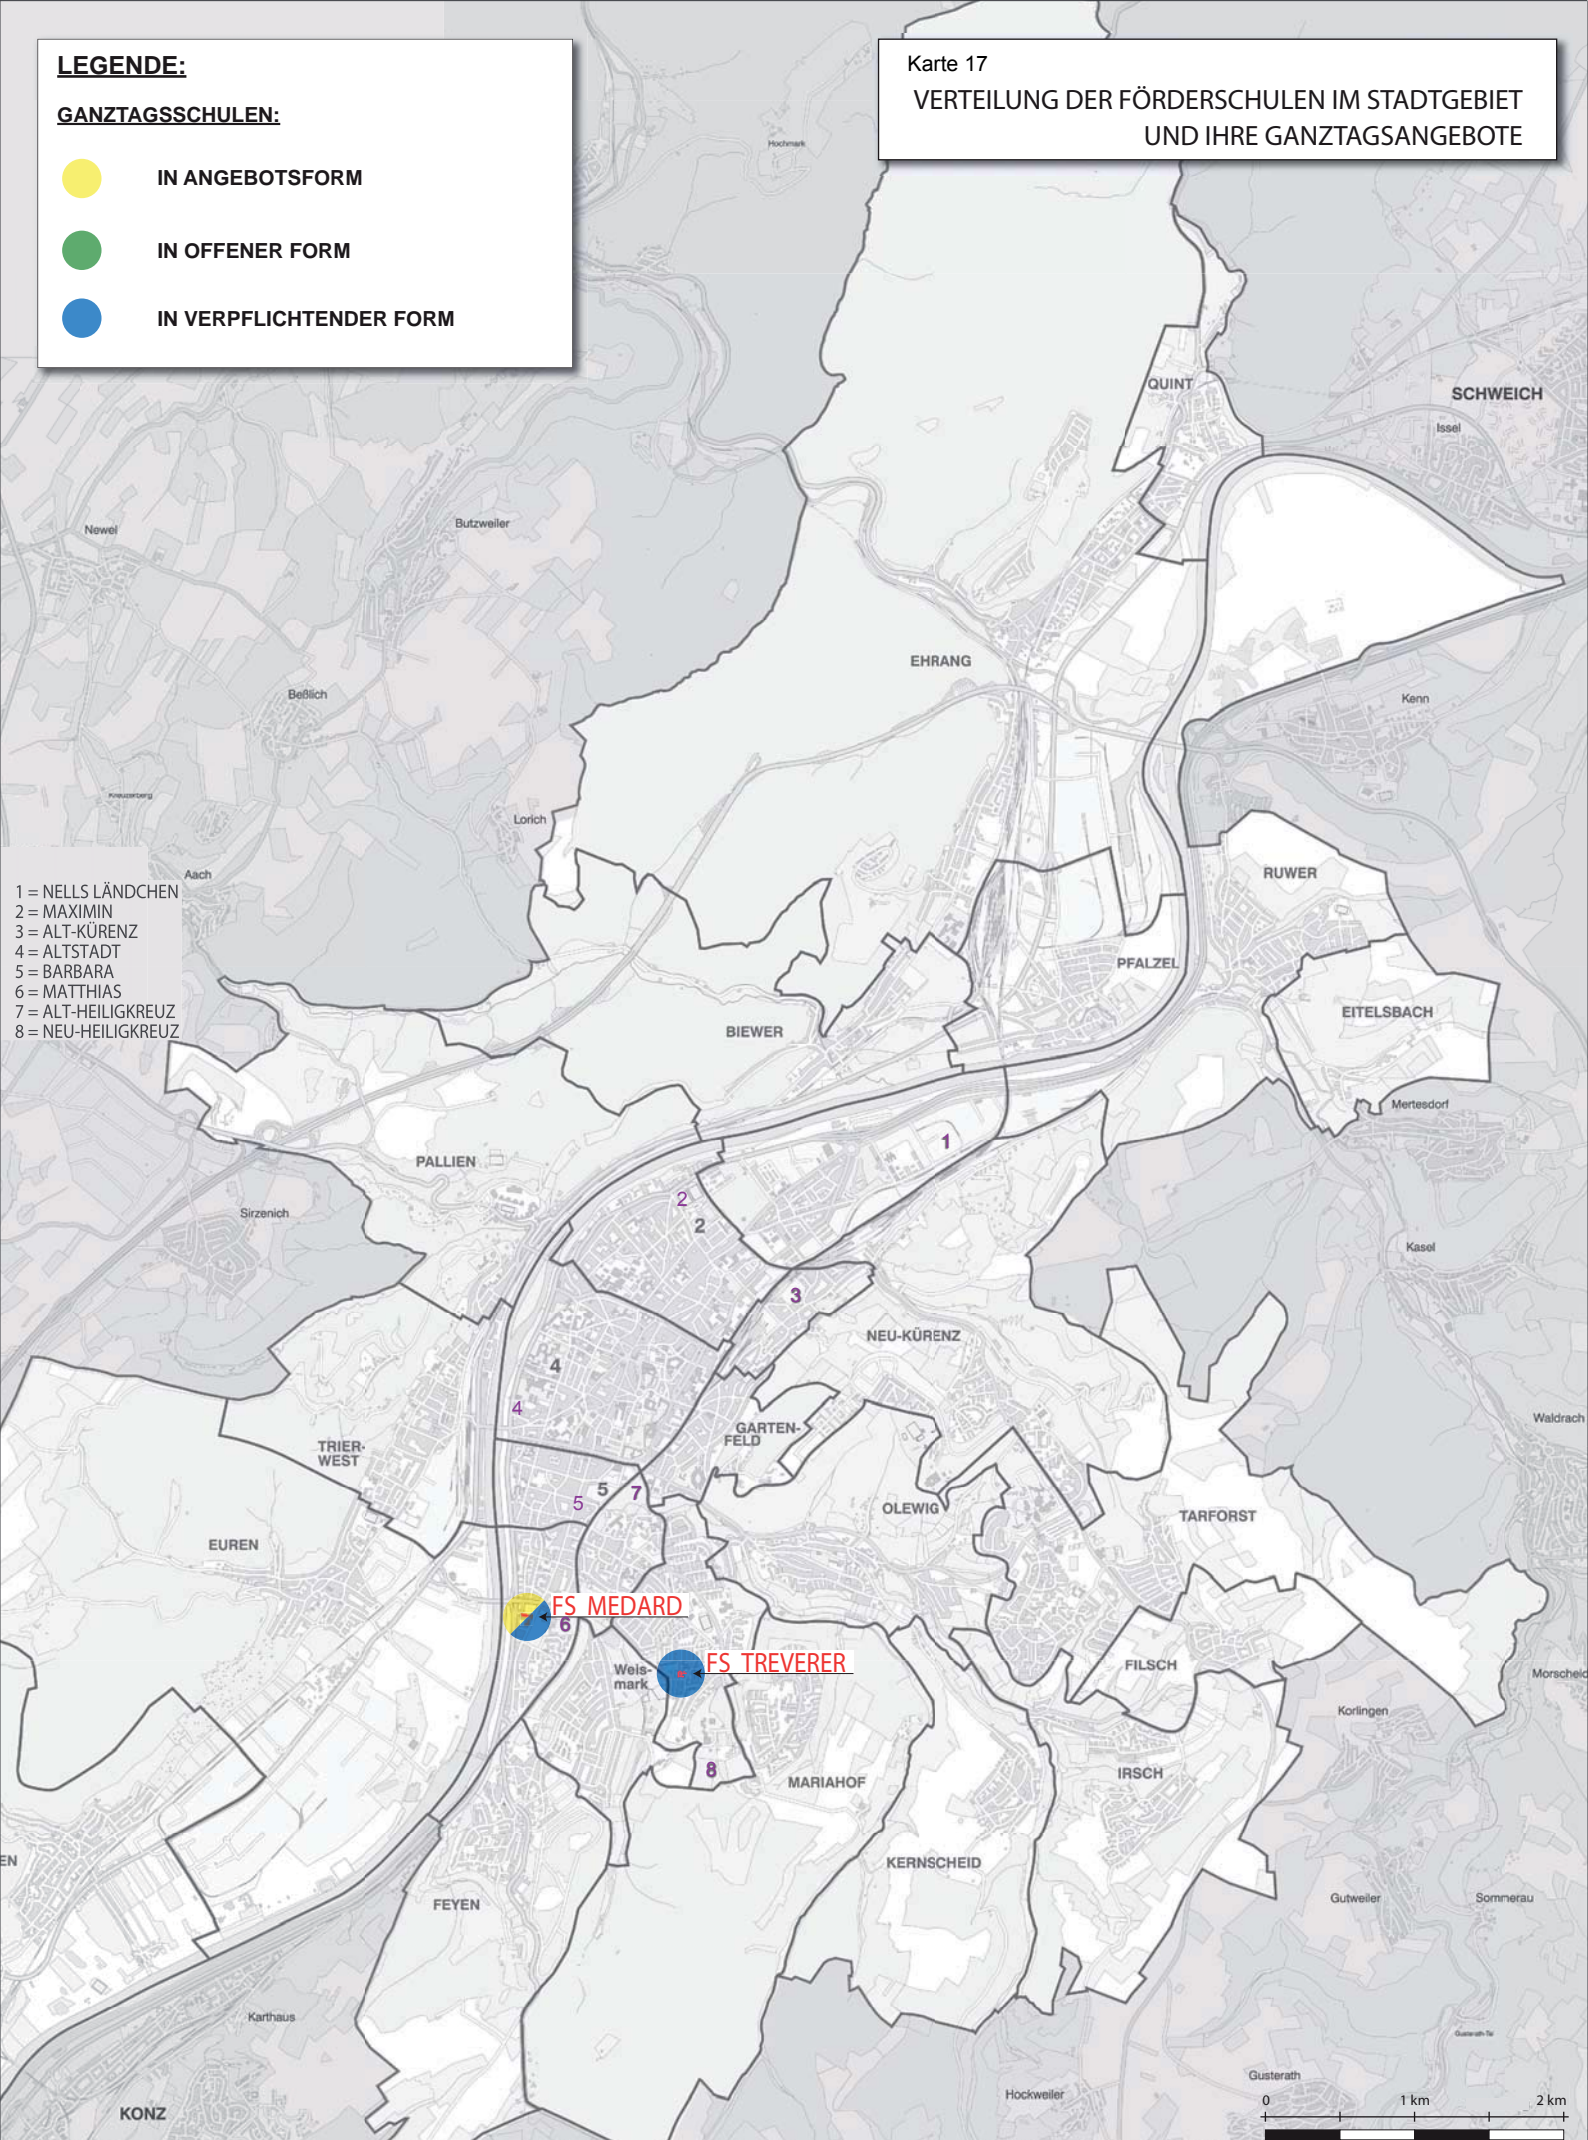 LEGENDE:
GANZTAGSSCHULEN:
IN ANGEBOTSFORM
IN OFFENER FORM
IN VERPFLICHTENDER FORM
Karte 17
VERTEILUNG DER FÖRDERSCHULEN IM STADTGEBIET
UND IHRE GANZTAGSANGEBOTE
Hochmark
QUINT
SCHWEICH
Issel
Newel
Butzweiler
EHRANG
Beßlich
Kenn
Kreuzerberg
Lorich
Aach
RUWER
1 = NELLS LÄNDCHEN
2 = MAXIMIN
3 = ALT-KÜRENZ
4 = ALTSTADT
5 = BARBARA
6 = MATTHIAS
7 = ALT-HEILIGKREUZ
8 = NEU-HEILIGKREUZ
PFALZEL
EITELSBACH
BIEWER
Mertesdorf
1
PALLIEN
2
Sirzenich
2
Kasel
3
NEU-KÜRENZ
4
4
Waldrach
GARTEN-
FELD
TRIER-
WEST
5
7
5
OLEWIG
TARFORST
EUREN
FS MEDARD
6
FS TREVERER
Weis-
mark
FILSCH
Morscheid
Korlingen
8
MARIAHOF
IRSCH
EN
KERNSCHEID
FEYEN
Gutweiler
Sommerau
Karthaus
Gusterath-Tal
Gusterath
Hockweiler
KONZ
0 1 km 2 km